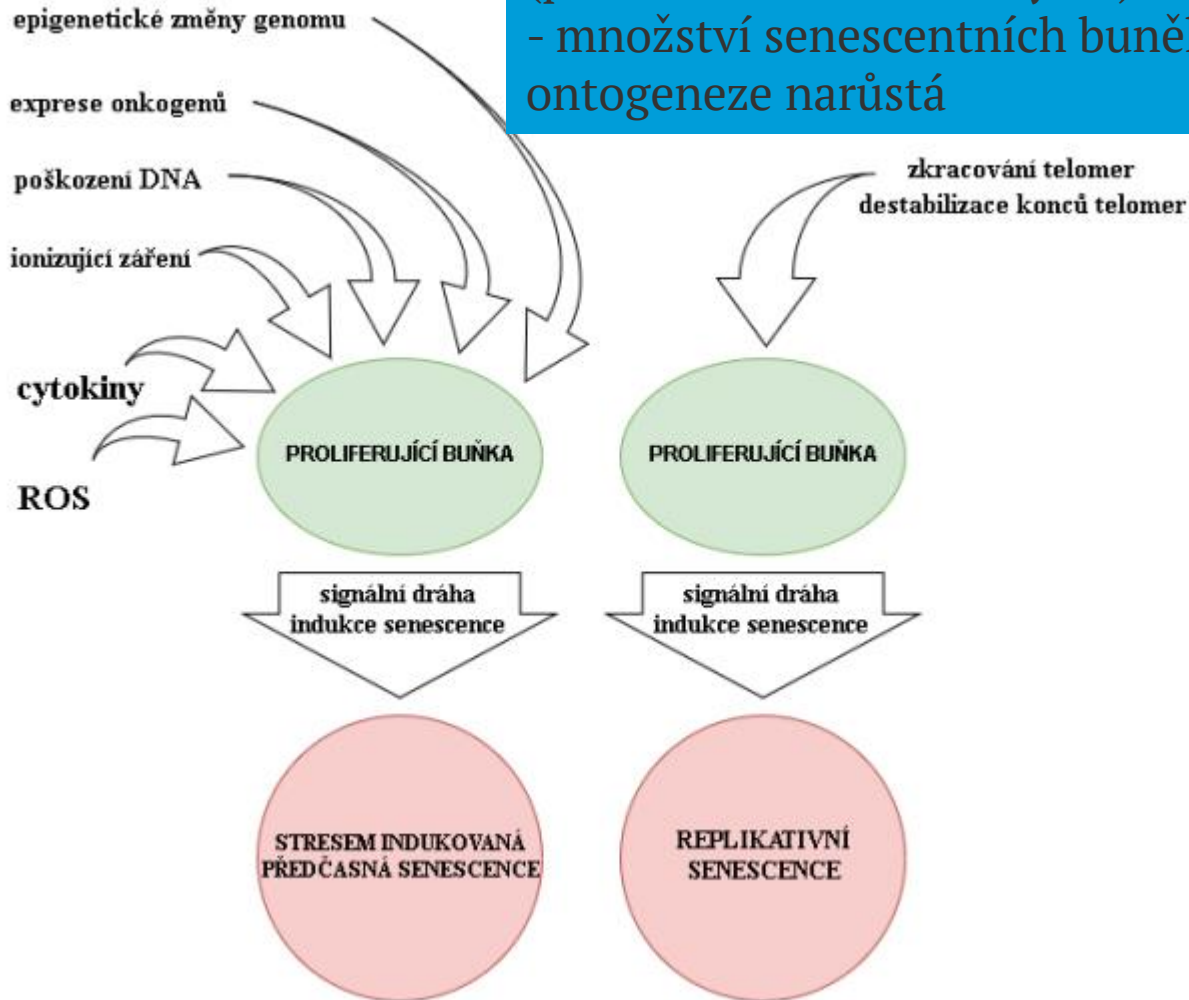 - množství senescentních buněk
ontogeneze narůstá
epigenetické změny genomu
exprese onkogenů
poškození DNA
ionizující záření
cytokiny
ROS
zkracování telomer
destabilizace konců telomer
PROLIFERUJÍCÍ BUŇKA
PROLIFERUJÍCÍ BUŇKA
signální dráha
indukce senescence
signální dráha
indukce senescence
STRESEM INDUKOVANÁ
PŘEDČASNÁ SENESCENCE
REPLIKATIVNÍ
SENESCENCE